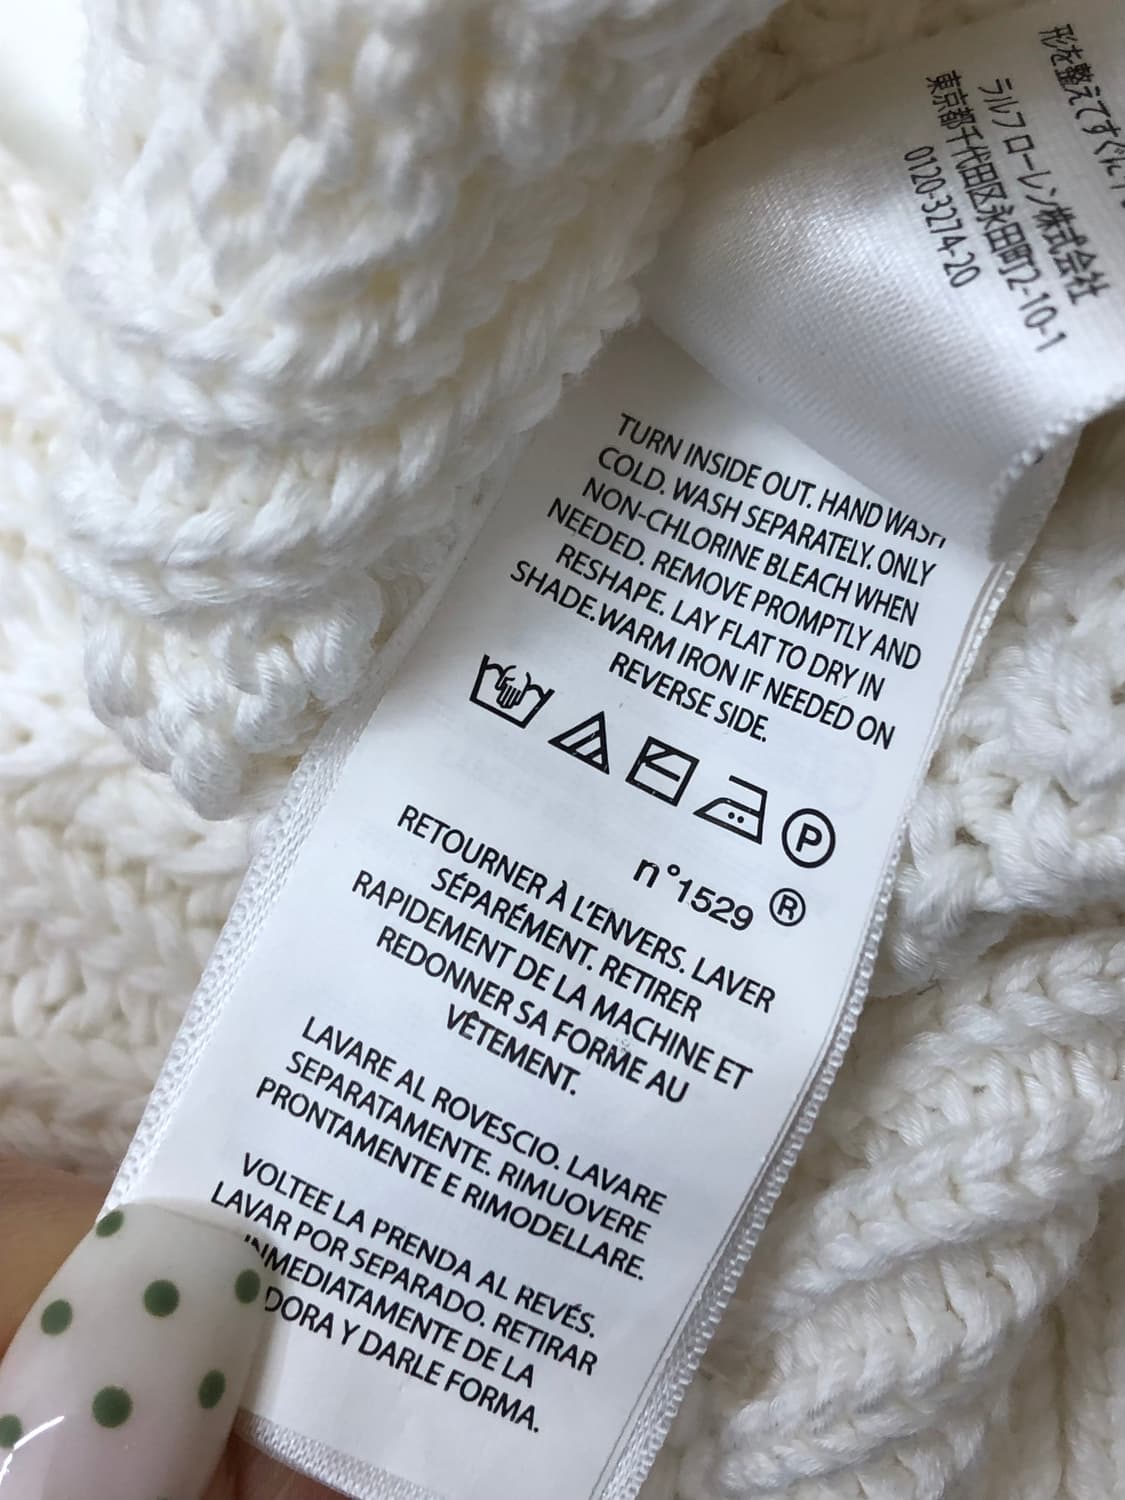 形を整えてすぐに
ラルフ ローレン株式会社
東京都千代田区永田町2-10-1
0120-3274-20
TURN INSIDE OUT. HAND WASH
COLD. WASH SEPARATELY. ONLY
NON-CHLORINE BLEACH WHEN
NEEDED. REMOVE PROMPTLY AND
RESHAPE. LAY FLAT TO DRY IN
SHADE.WARM IRON IF NEEDED ON
REVERSE SIDE.
P
n°1529 ®
RETOURNER À L'ENVERS. LAVER
SÉPARÉMENT. RETIRER
RAPIDEMENT DE LA MACHINE ET
REDONNER SA FORME AU
VÊTEMENT.
LAVARE AL ROVESCIO. LAVARE
SEPARATAMENTE. RIMUOVERE
PRONTAMENTE E RIMODELLARE.
VOLTEE LA PRENDA AL REVÉS.
LAVAR POR SEPARADO. RETIRAR
INMEDIATAMENTE DE LA
DORA Y DARLE FORMA.